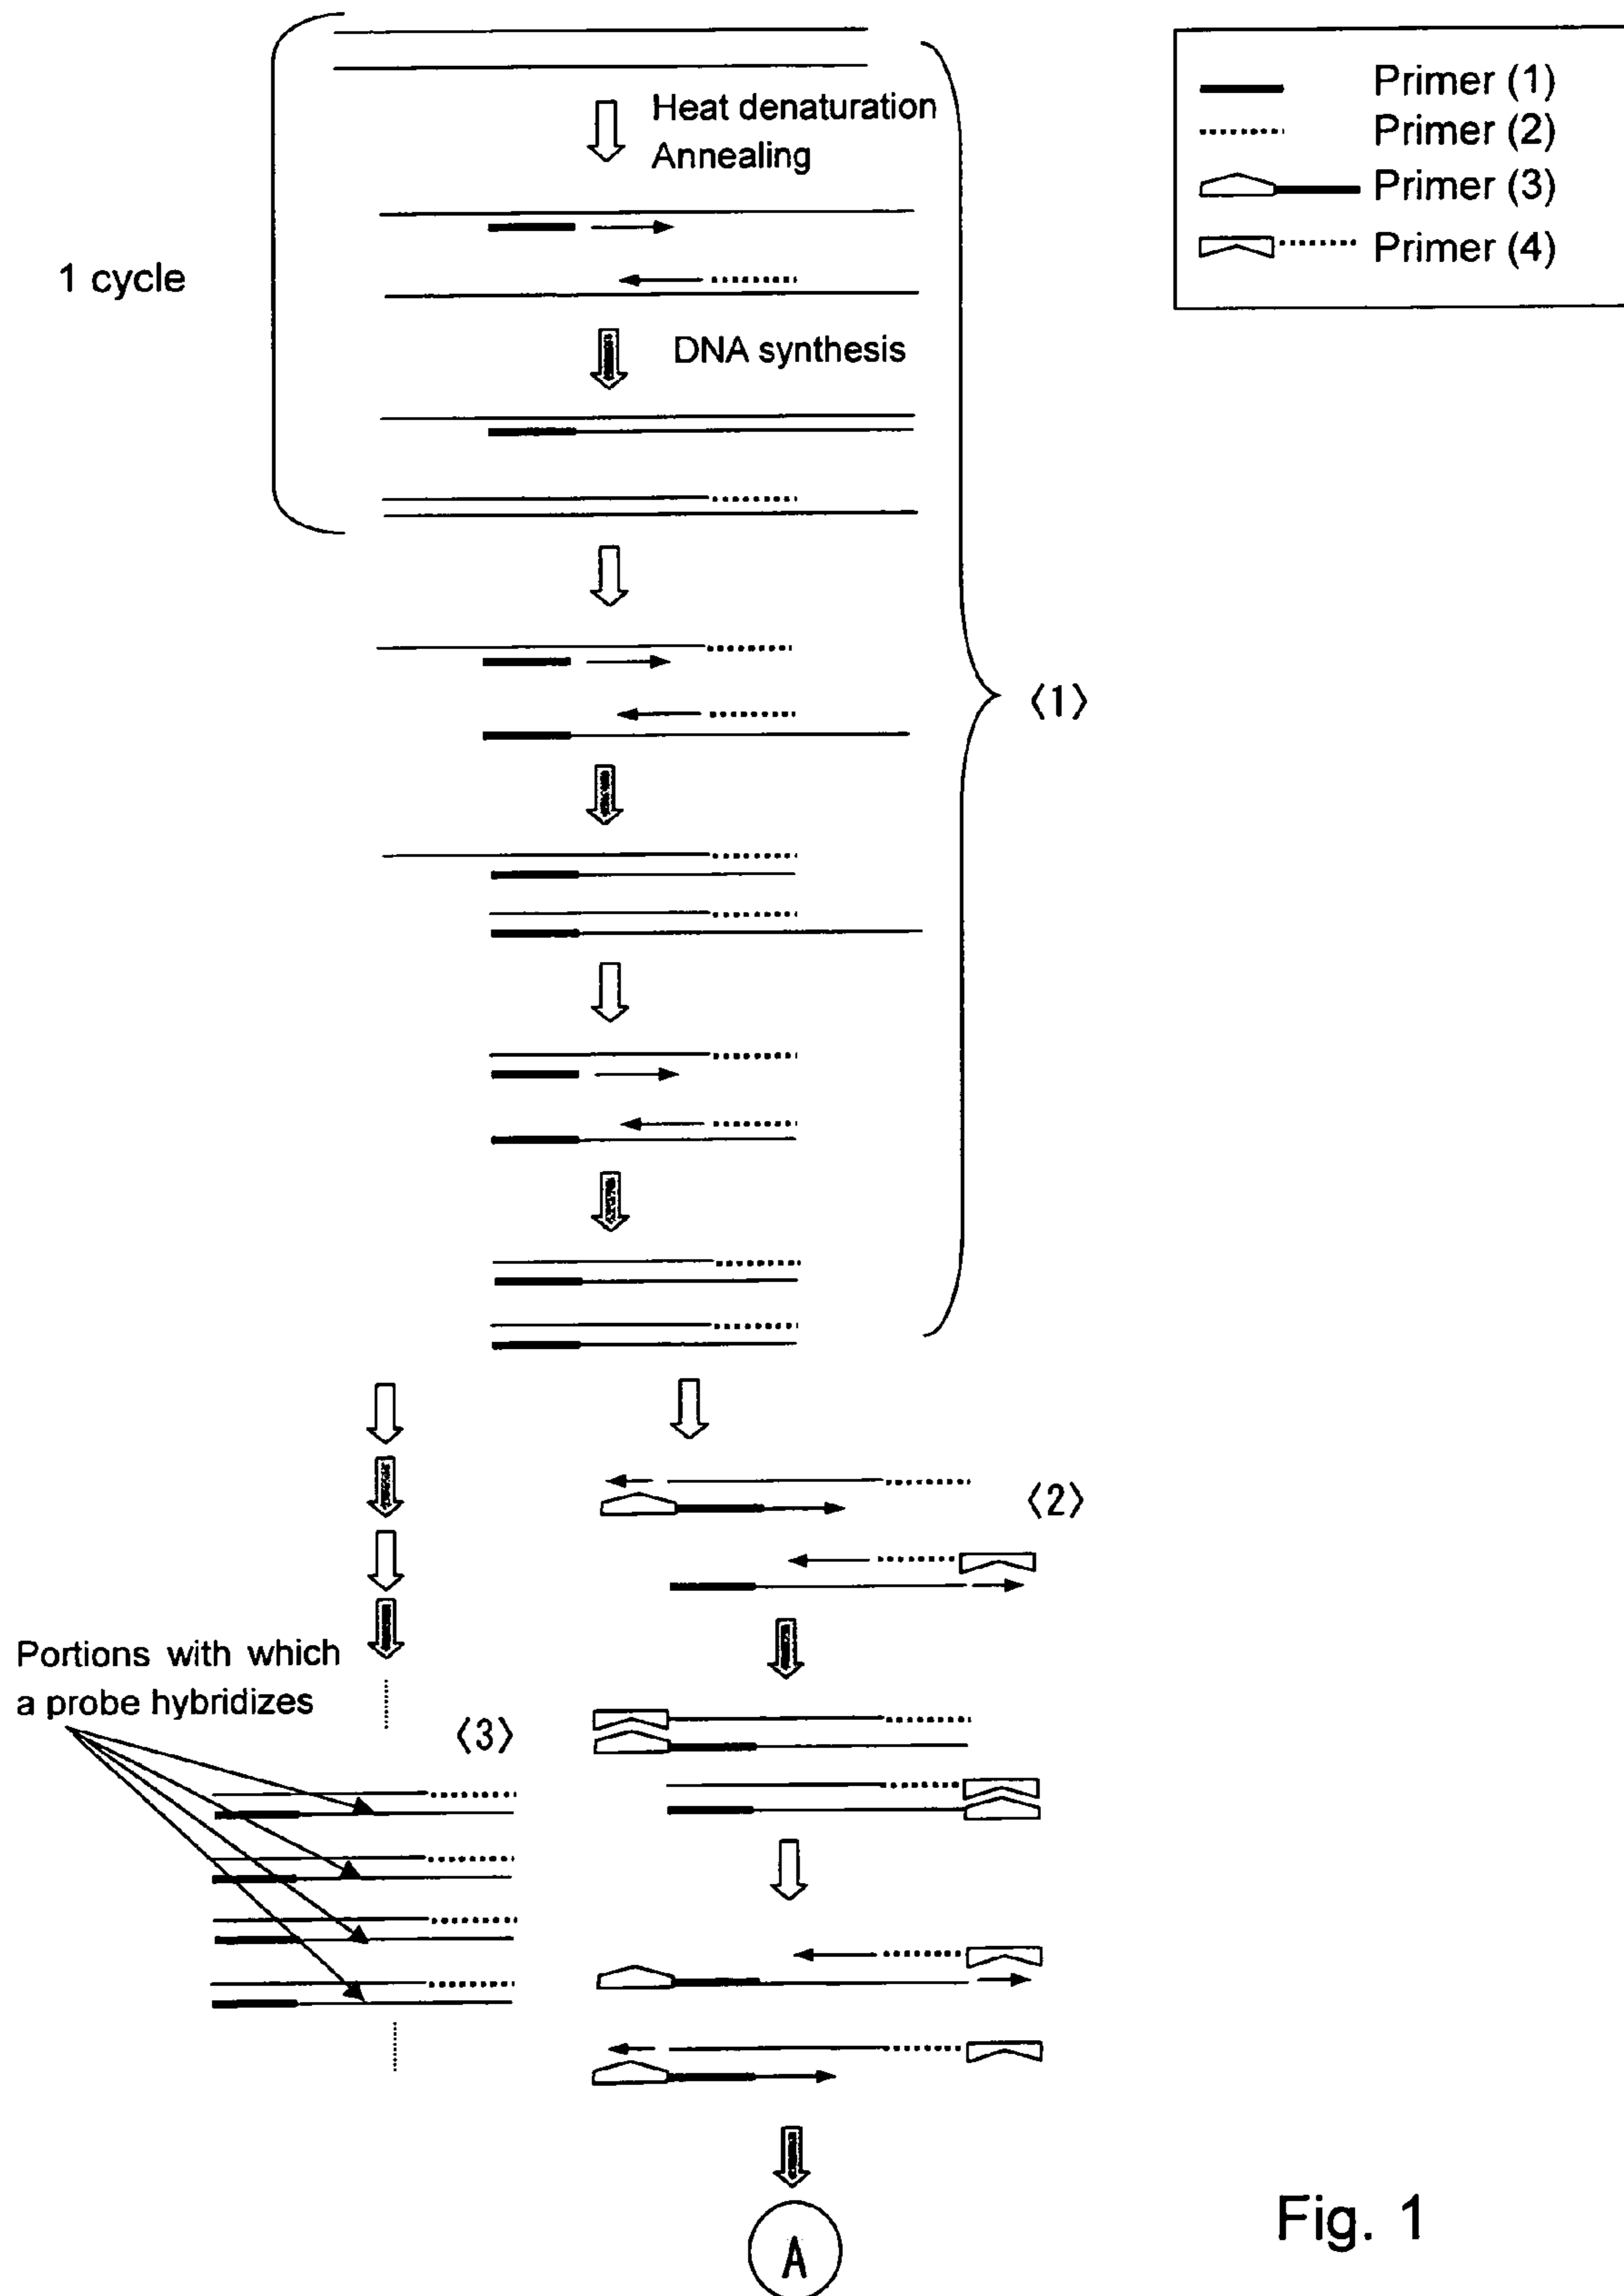 Heat denaturation
Annealing
1 cycle
DNA synthesis
Primer (1)
Primer (2)
Primer (3)
Primer (4)
〈1〉
〈2〉
Portions with which
a probe hybridizes
〈3〉
A
Fig. 1